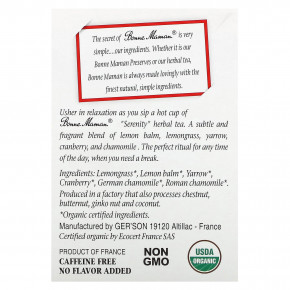 The secret of Bonne Maman® is very
simple...our ingredients. Whether it is our
Bonne Maman Preserves or our herbal tea,
Bonne Maman is always made lovingly with the
finest natural, simple ingredients.
Usher in relaxation as you sip a hot cup of
Bonne Maman® "Serenity" herbal tea. A subtle and
fragrant blend of lemon balm, lemongrass, yarrow,
cranberry, and chamomile . The perfect ritual for any time
of the day, when you need a break.
Ingredients: Lemongrass*, Lemon balm*, Yarrow*,
Cranberry*, German chamomile*, Roman chamomile*.
Produced in a factory that also processes chestnut,
butternut, ginko nut and coconut.
*Organic certified ingredients.
Manufactured by GER'SON 19120 Altillac - France
Certified organic by Ecocert France SAS
PRODUCT OF FRANCE
CAFFEINE FREE
NO FLAVOR ADDED
NON
GMO
USDA
ORGANIC